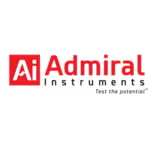 Ai Admiral
Instruments
Test the potential™